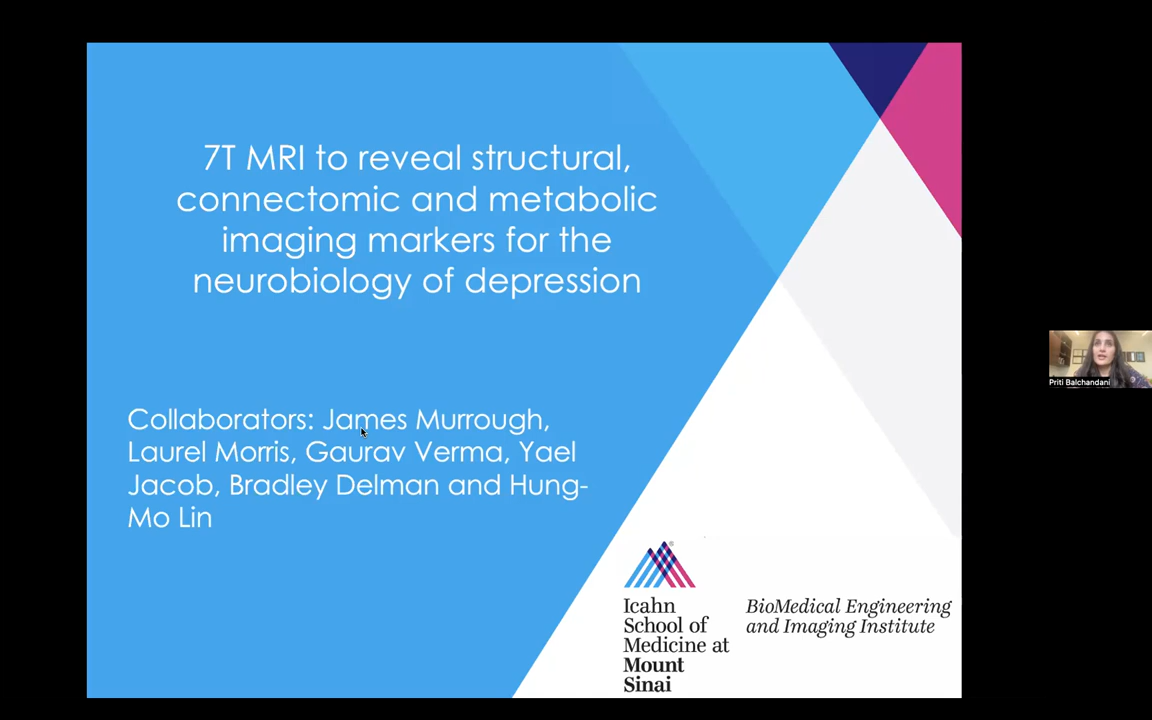 7T MRI to reveal structural,
connectomic and metabolic
imaging markers for the
neurobiology of depression
Collaborators: James Murrough,
Laurel Morris, Gaurav Verma, Yael
Jacob, Bradley Delman and Hung-
Mo Lin
Icahn
School of
Medicine at
Mount
Sinai
BioMedical Engineering
and Imaging Institute
Priti Balchandani